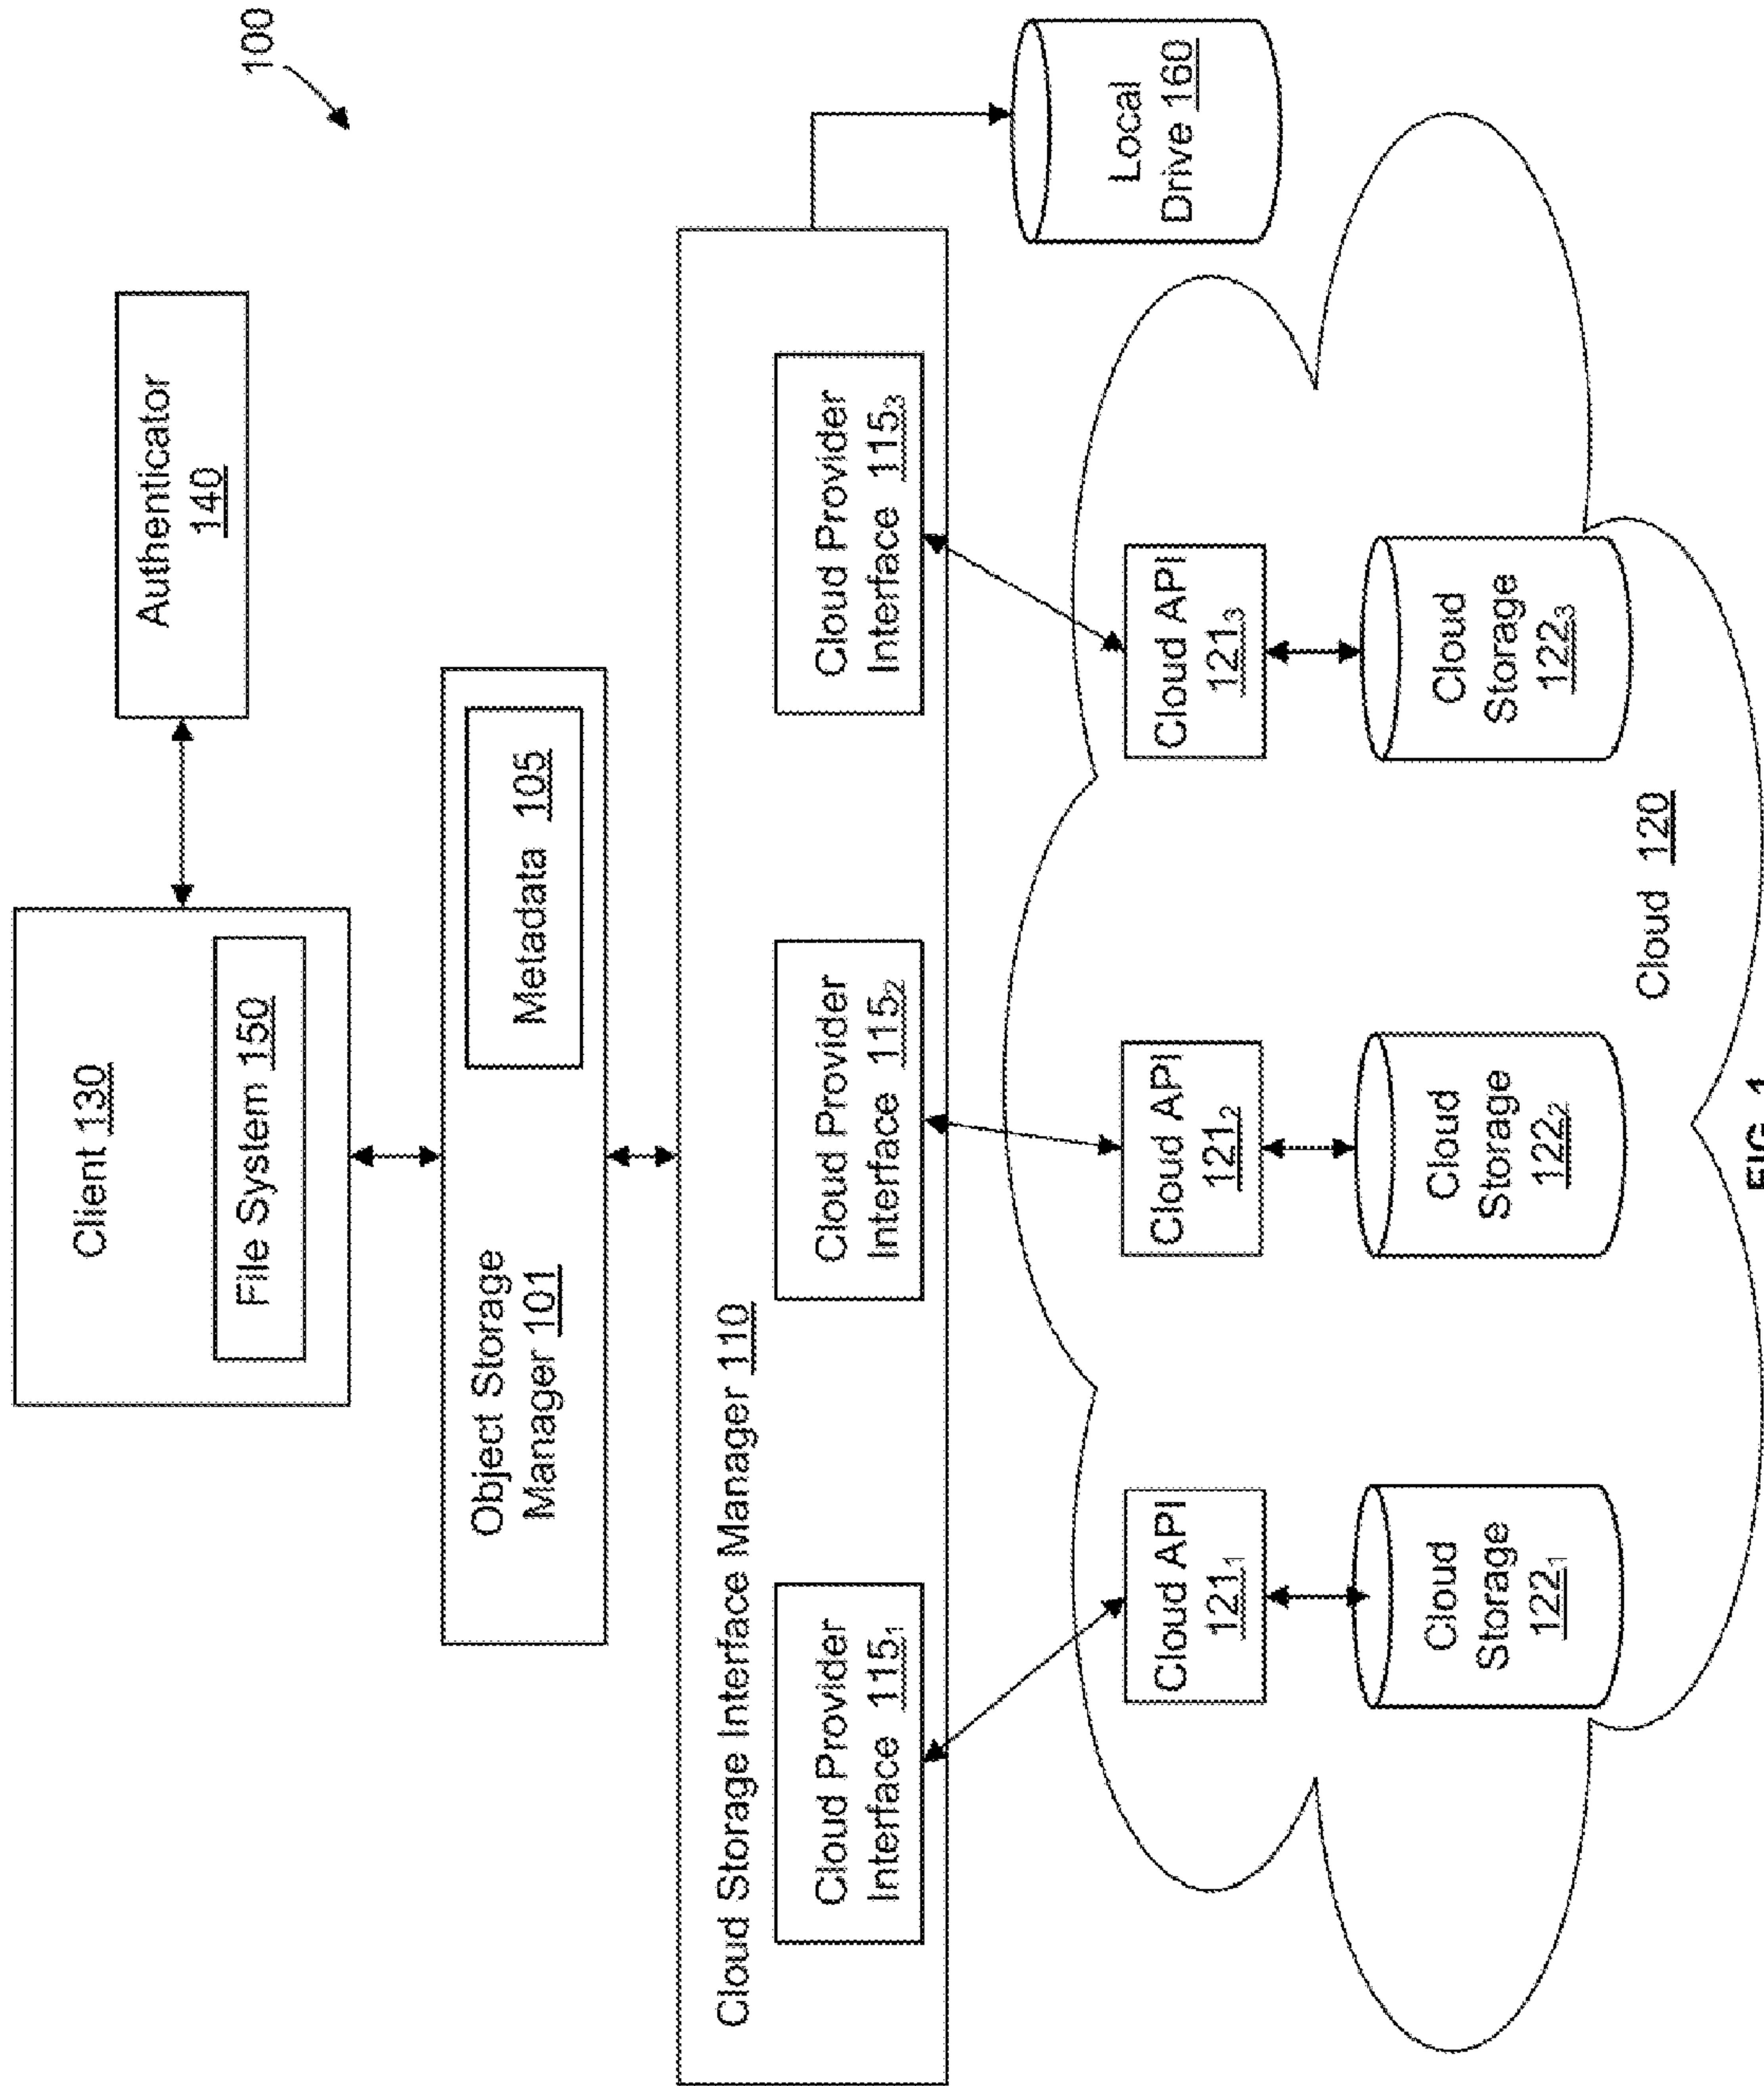 100
Client 130
File System 150
Authenticator
140
Object Storage
Manager 101
Metadata 105
Cloud Storage Interface Manager 110
Cloud Provider
Interface 115₁
Cloud Provider
Interface 115₂
Cloud Provider
Interface 115₃
Local
Drive 160
Cloud API
121₁
Cloud API
121₂
Cloud API
121₃
Cloud
Storage
122₁
Cloud
Storage
122₂
Cloud
Storage
122₃
Cloud 120
FIG. 1